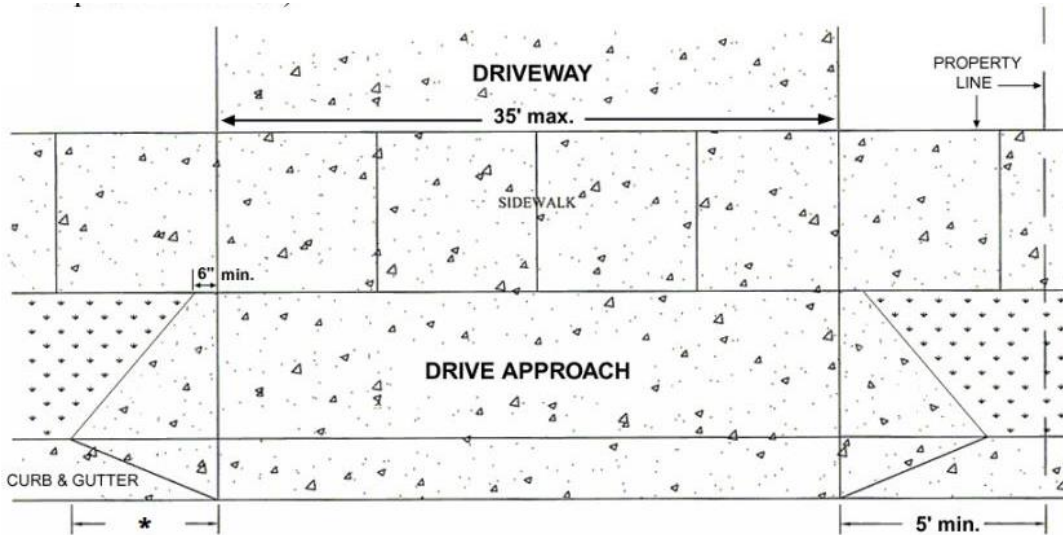 DRIVEWAY
PROPERTY
LINE
35' max.
SIDEWALK
6" min.
DRIVE APPROACH
CURB & GUTTER
*
5' min.